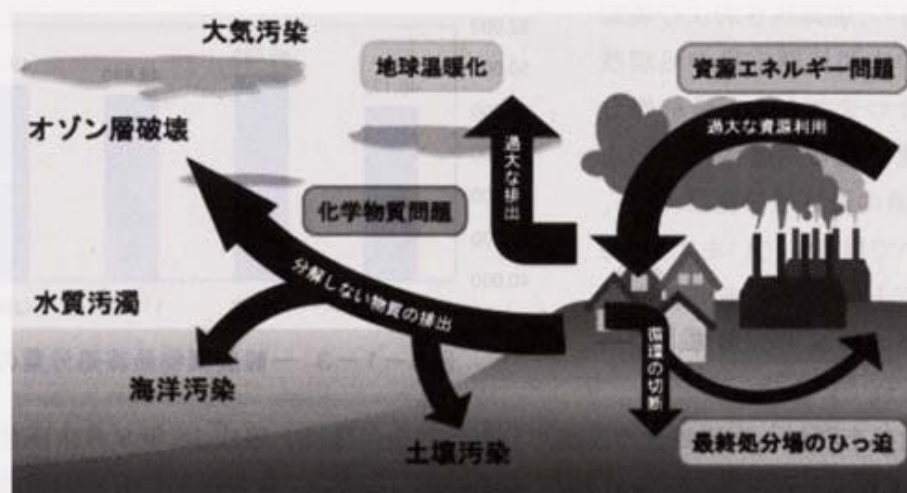 大気汚染
地球温暖化
資源エネルギー問題
オゾン層破壊
過大な資源利用
過大な排出
化学物質問題
分解しない物質の排出
水質汚濁
循環の切断
海洋汚染
土壌汚染
最終処分場のひっ迫